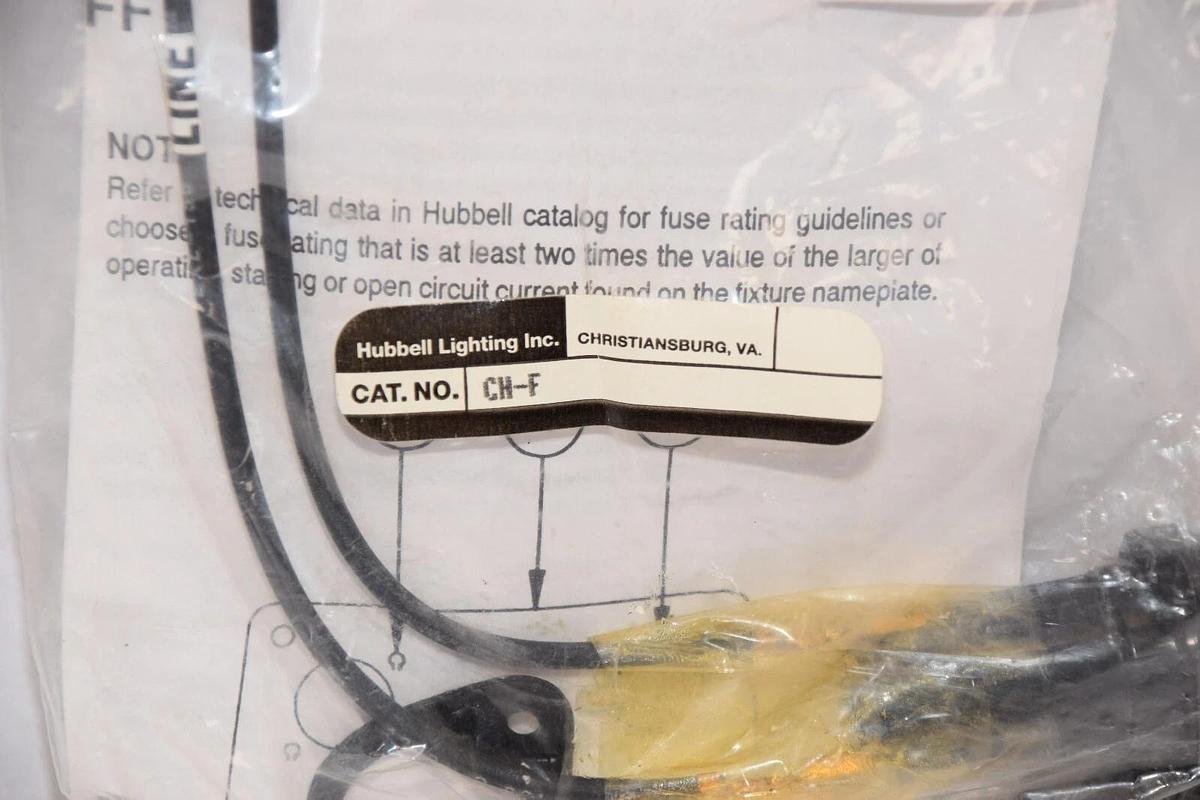 FF
LINE
NOT
Refer tech cal data in Hubbell catalog for fuse rating guidelines or
choose fus ating that is at least two times the value of the larger of
operati sta ng or open circuit current found on the fixture nameplate.
Hubbell Lighting Inc. CHRISTIANSBURG, VA.
CAT. NO. CH-F